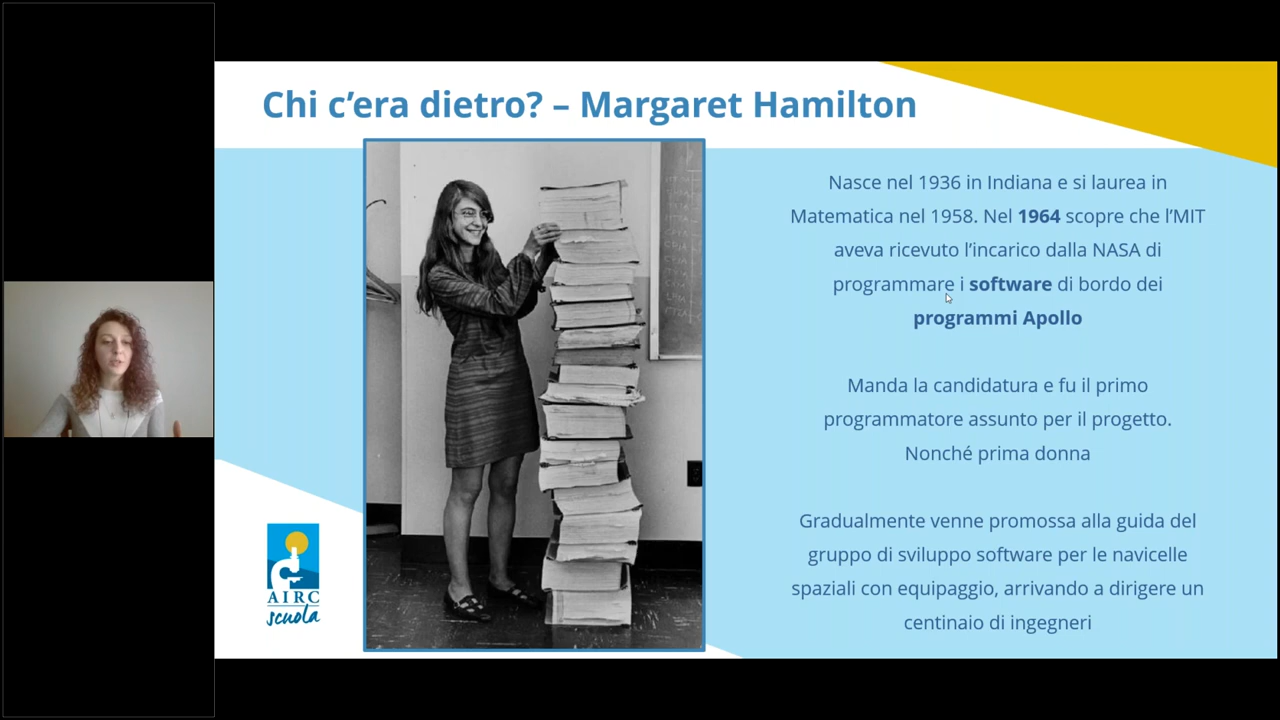 Chi c'era dietro? – Margaret Hamilton
Nasce nel 1936 in Indiana e si laurea in
Matematica nel 1958. Nel 1964 scopre che l'MIT
aveva ricevuto l'incarico dalla NASA di
programmare i software di bordo dei
programmi Apollo
Manda la candidatura e fu il primo
programmatore assunto per il progetto.
Nonché prima donna
Gradualmente venne promossa alla guida del
gruppo di sviluppo software per le navicelle
spaziali con equipaggio, arrivando a dirigere un
centinaio di ingegneri
AIRC
scuola